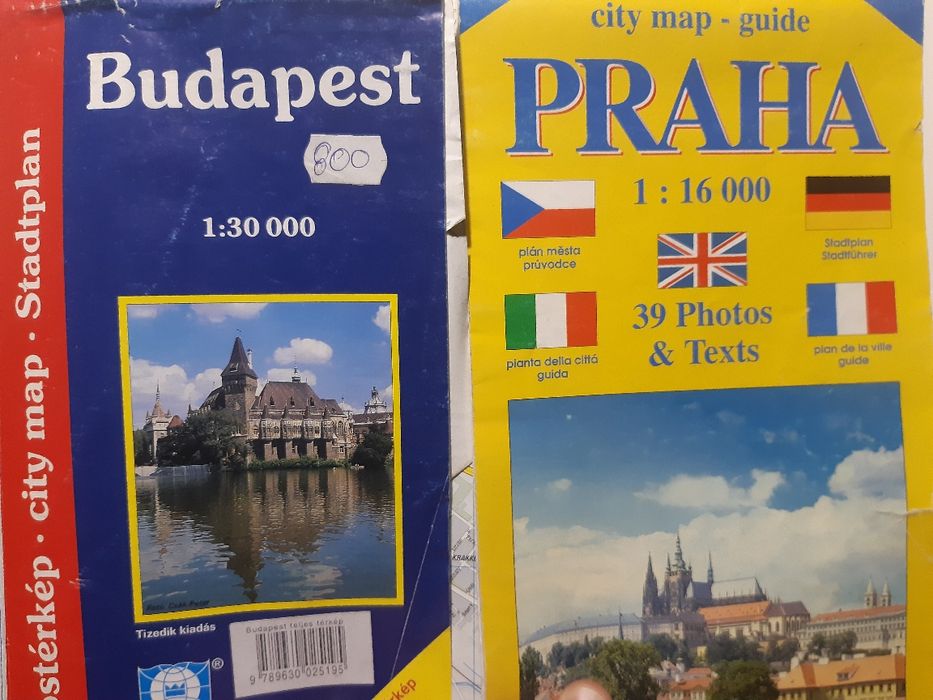 stérkép · city map · Stadtplan
Budapest
800
1:30 000
Tizedik kiadás
®
Budapest teljes térkép
9 789630 025195
city map - guide
PRAHA
1 : 16 000
plán města
průvodce
Stadtplan
Stadtführer
39 Photos
& Texts
pianta della città
guida
plan de la ville
guide